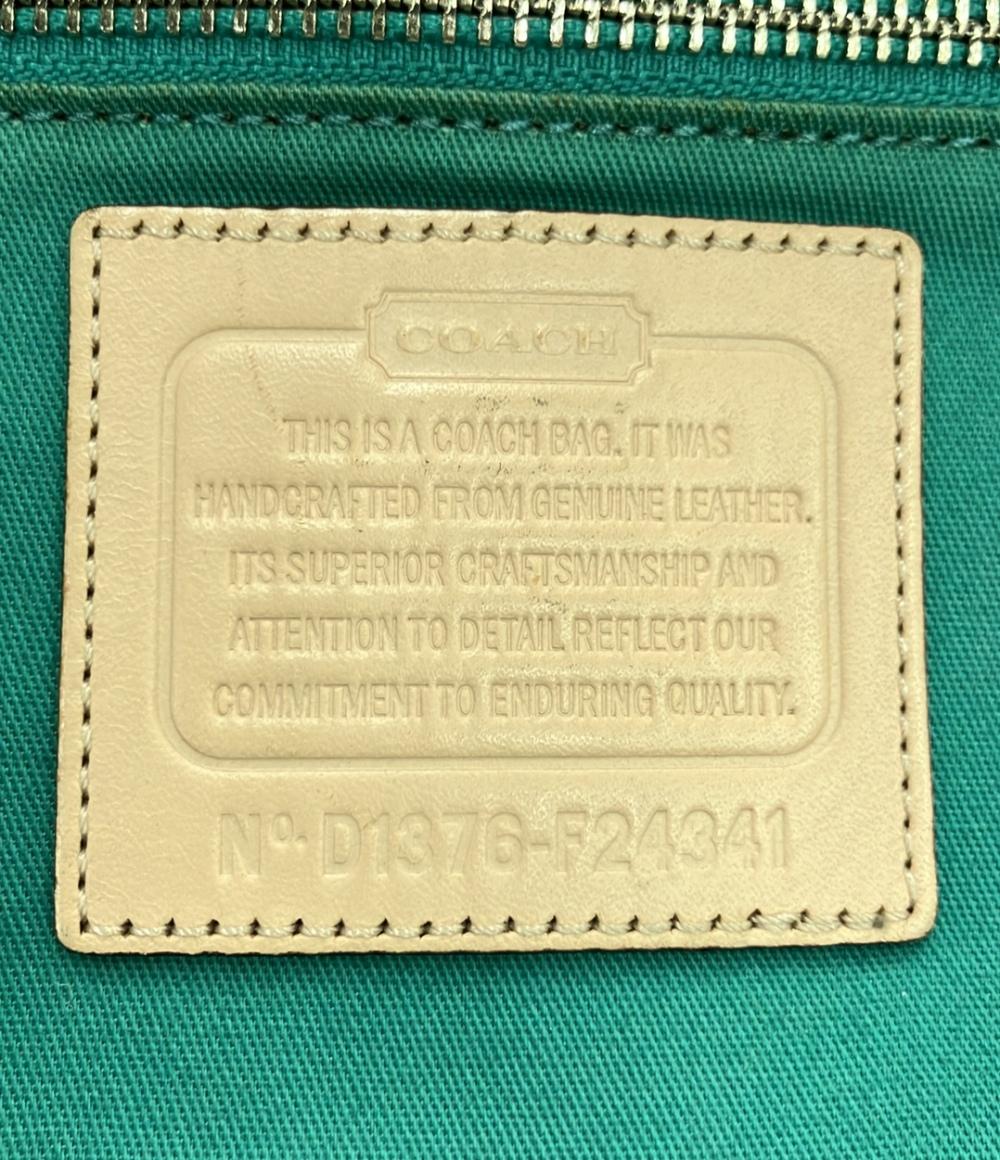 COACH
THIS IS A COACH BAG. IT WAS
HANDCRAFTED FROM GENUINE LEATHER.
ITS SUPERIOR CRAFTSMANSHIP AND
ATTENTION TO DETAIL REFLECT OUR
COMMITMENT TO ENDURING QUALITY.
Nº. D1376-F24341